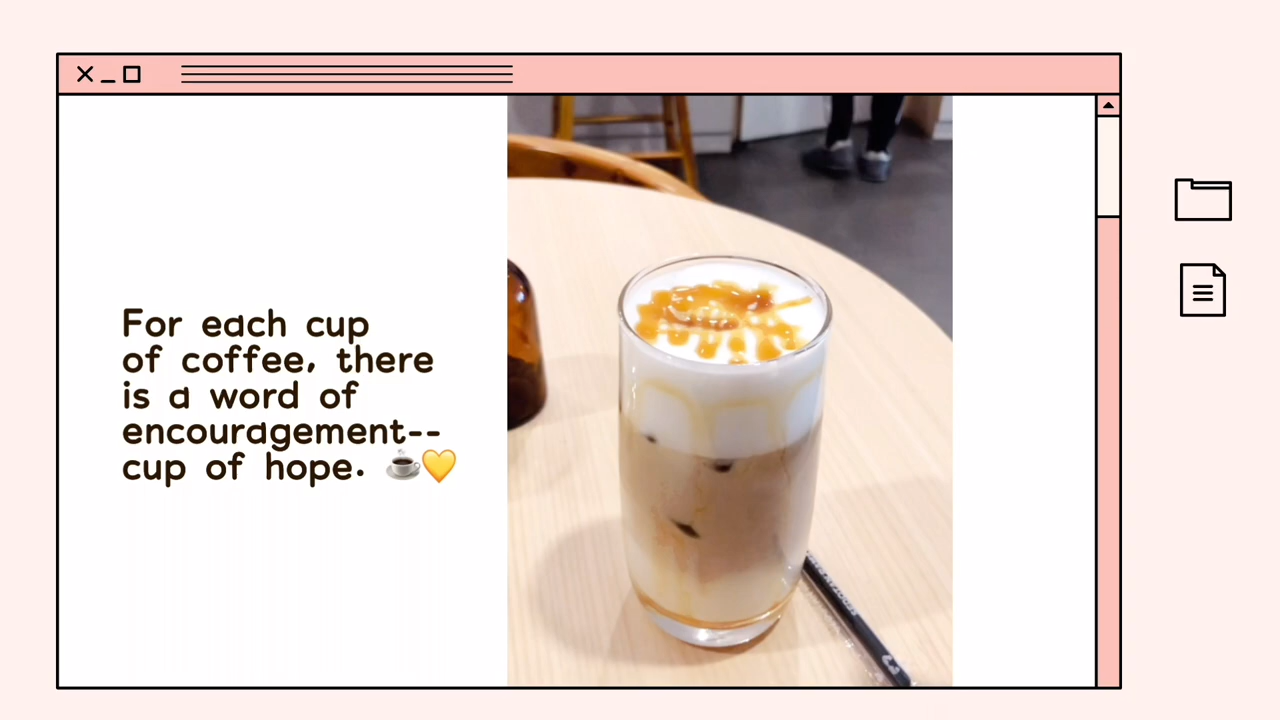 For each cup
of coffee, there
is a word of
encouragement--
cup of hope. ☕💛